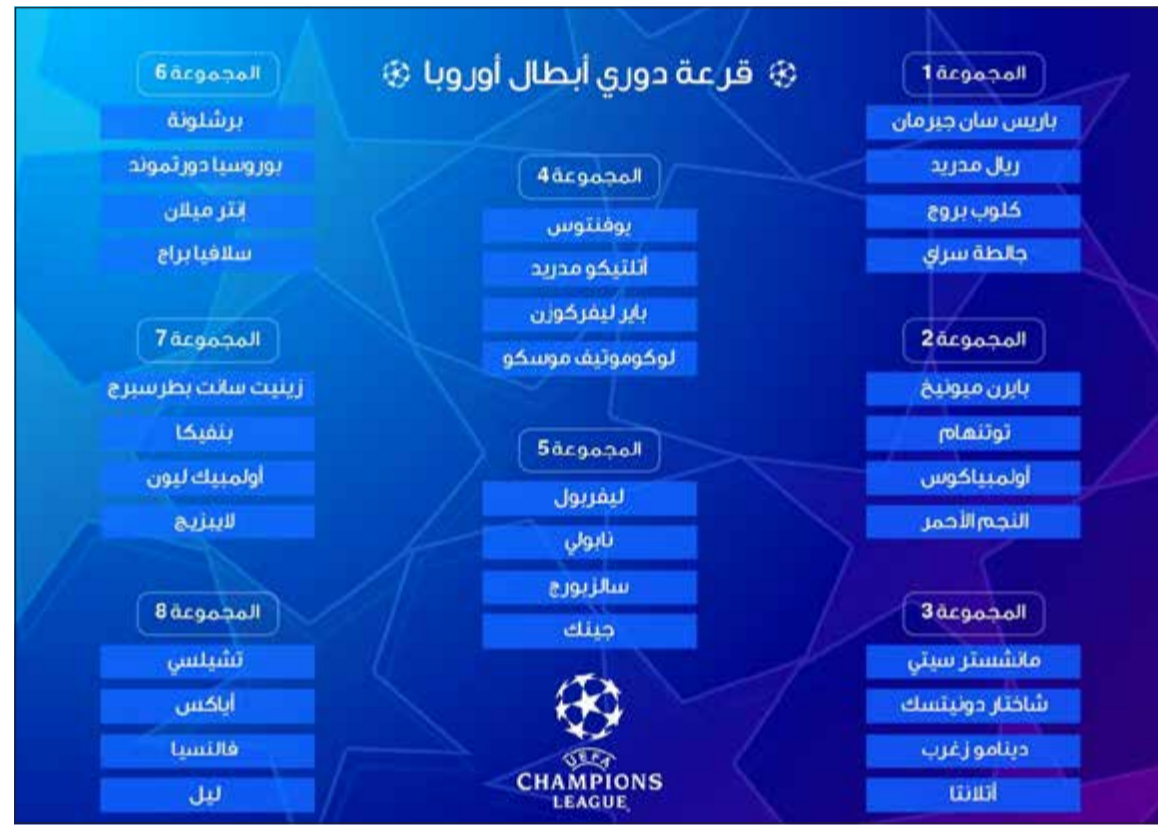 قرعة دوري أبطال أوروبا
المجموعة 1
باريس سان جيرمان
ريال مدريد
كلوب بروج
جالطة سراي
المجموعة 2
بايرن ميونيخ
توتنهام
أولمبياكوس
النجم الأحمر
المجموعة 3
مانشستر سيتي
شاختار دونيتسك
دينامو زغرب
أتلانتا
المجموعة 4
يوفنتوس
أتلتيكو مدريد
باير ليفركوزن
لوكوموتيف موسكو
المجموعة 5
ليفربول
نابولي
سالزبورج
جينك
المجموعة 6
برشلونة
بوروسيا دورتموند
إنتر ميلان
سلافيا براج
المجموعة 7
زينيت سانت بطرسبرج
بنفيكا
أولمبيك ليون
لايبزيج
المجموعة 8
تشيلسي
أياكس
فالنسيا
ليل
UEFA
CHAMPIONS
LEAGUE